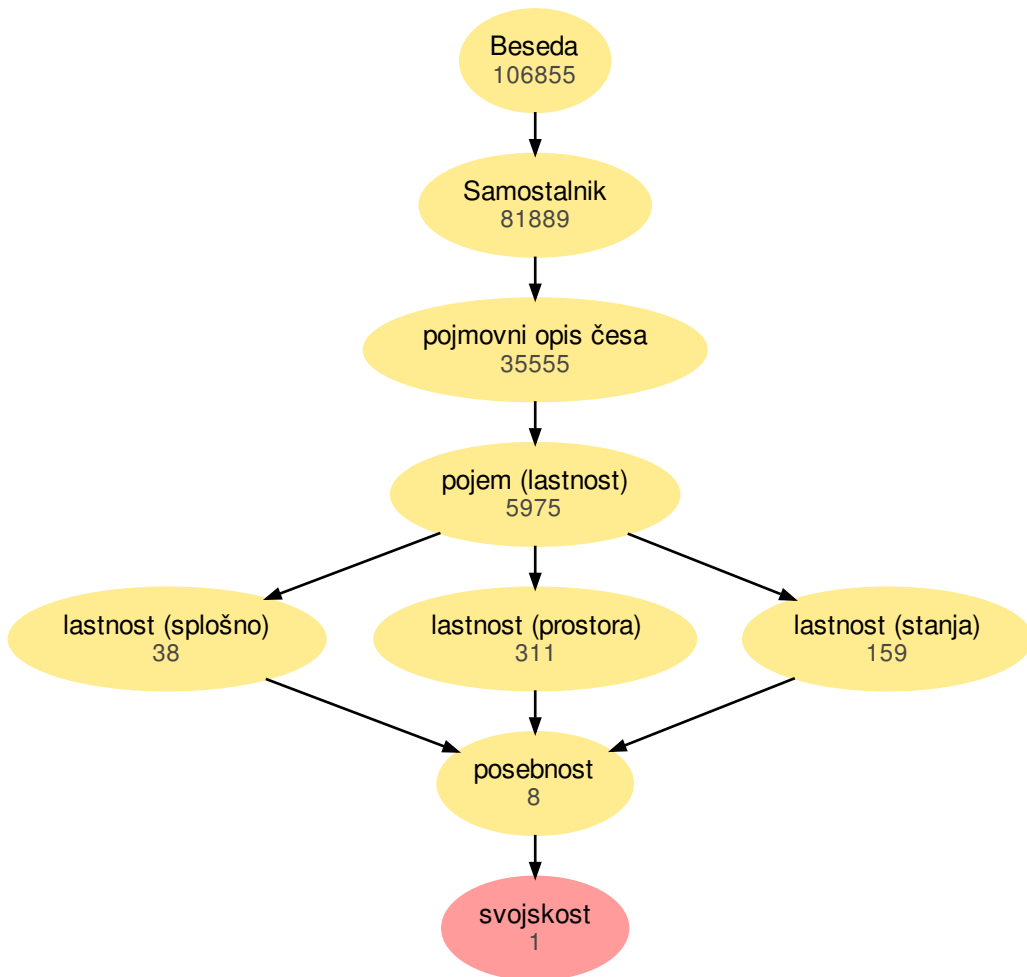 Beseda
106855
Samostalnik
81889
pojmovni opis česa
35555
pojem (lastnost)
5975
lastnost (splošno)
38
lastnost (prostora)
311
lastnost (stanja)
159
posebnost
8
svojskost
1